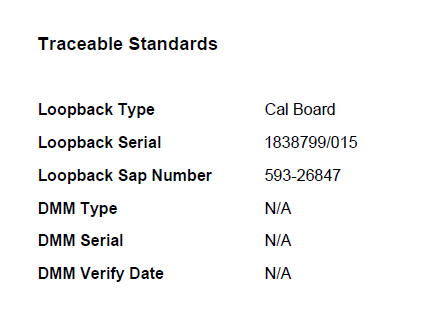 Traceable Standards
Loopback Type Cal Board
Loopback Serial 1838799/015
Loopback Sap Number 593-26847
DMM Type N/A
DMM Serial N/A
DMM Verify Date N/A